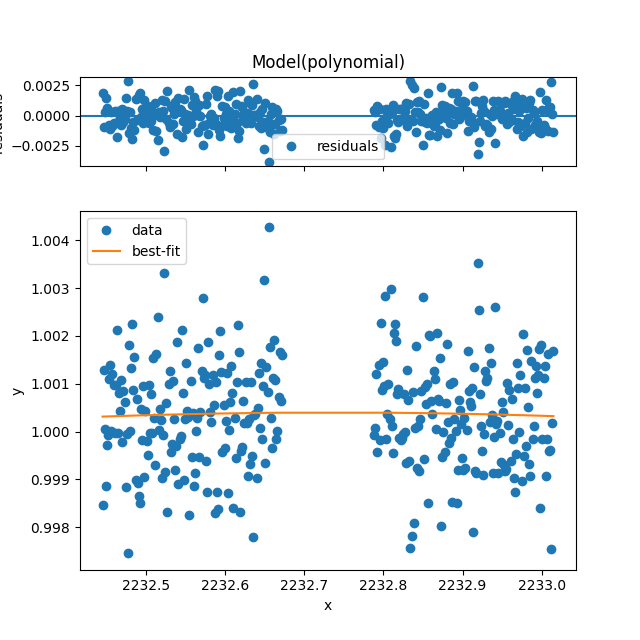 Model(polynomial)
0.0025
0.0000
−0.0025
residuals
1.004
1.003
1.002
1.001
1.000
0.999
0.998
y
data
best-fit
2232.5 2232.6 2232.7 2232.8 2232.9 2233.0
x